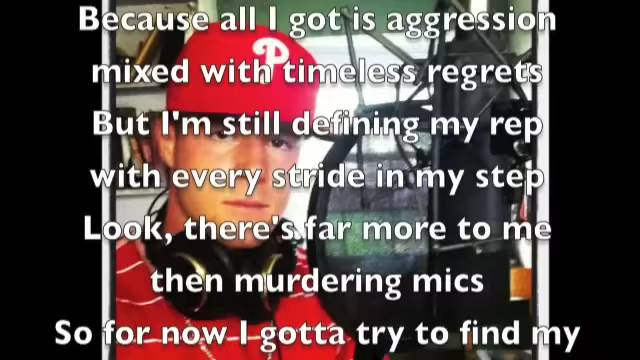 Because all I got is aggression
mixed with timeless regrets
But I'm still defining my rep
with every stride in my step
Look, there's far more to me
then murdering mics
So for now I gotta try to find my
P